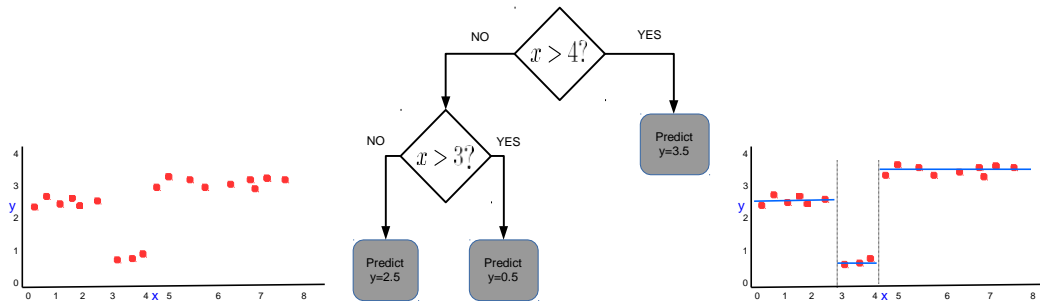 4
3
y
2
1
0
0 1 2 3 4 x 5 6 7 8
NO
YES
x > 4?
NO
YES
x > 3?
Predict
y=3.5
Predict
y=2.5
Predict
y=0.5
4
3
y
2
1
0
0 1 2 3 4 x 5 6 7 8